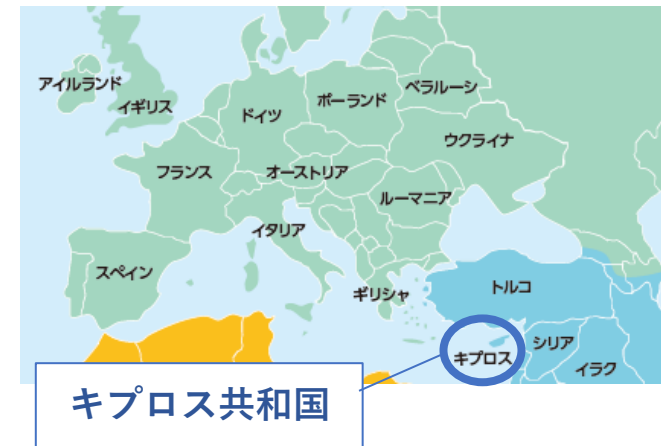 アイルランド
イギリス
ドイツ
ポーランド
ベラルーシ
ウクライナ
フランス
オーストリア
ルーマニア
イタリア
スペイン
ギリシャ
トルコ
キプロス
シリア
イラク
キプロス共和国